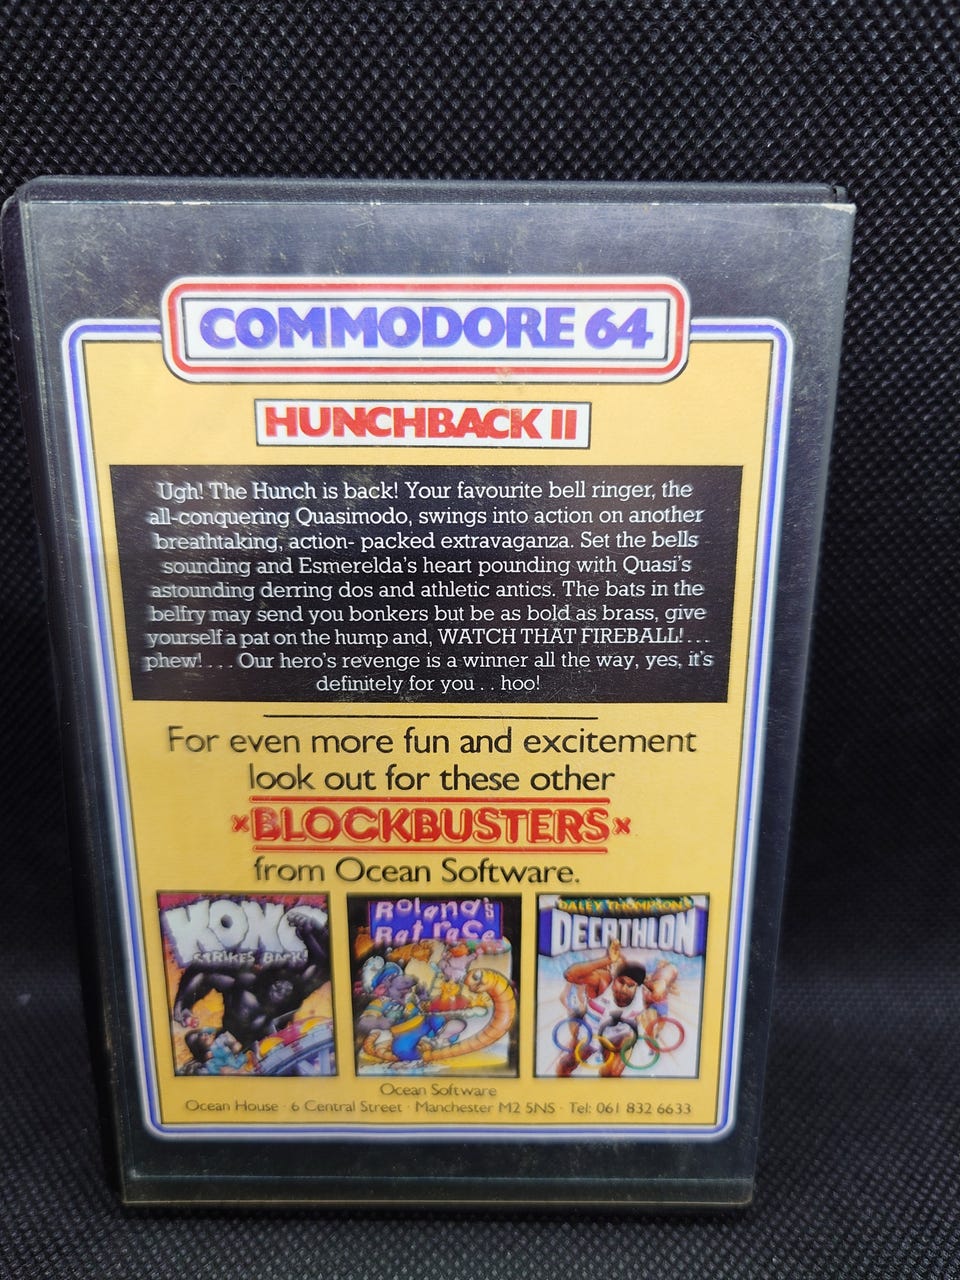 COMMODORE 64
HUNCHBACK II
Ugh! The Hunch is back! Your favourite bell ringer, the
all-conquering Quasimodo, swings into action on another
breathtaking, action- packed extravaganza. Set the bells
sounding and Esmerelda's heart pounding with Quasi's
astounding derring dos and athletic antics. The bats in the
belfry may send you bonkers but be as bold as brass, give
yourself a pat on the hump and, WATCH THAT FIREBALL!...
phew!... Our hero's revenge is a winner all the way, yes, it's
definitely for you .. hoo!
For even more fun and excitement
look out for these other
*BLOCKBUSTERS*
from Ocean Software.
KONG
STRIKES BACK!
Roland's
Rat race
DALEY THOMPSON'S
DECATHLON
Ocean Software
Ocean House · 6 Central Street · Manchester M2 5NS · Tel: 061 832 6633